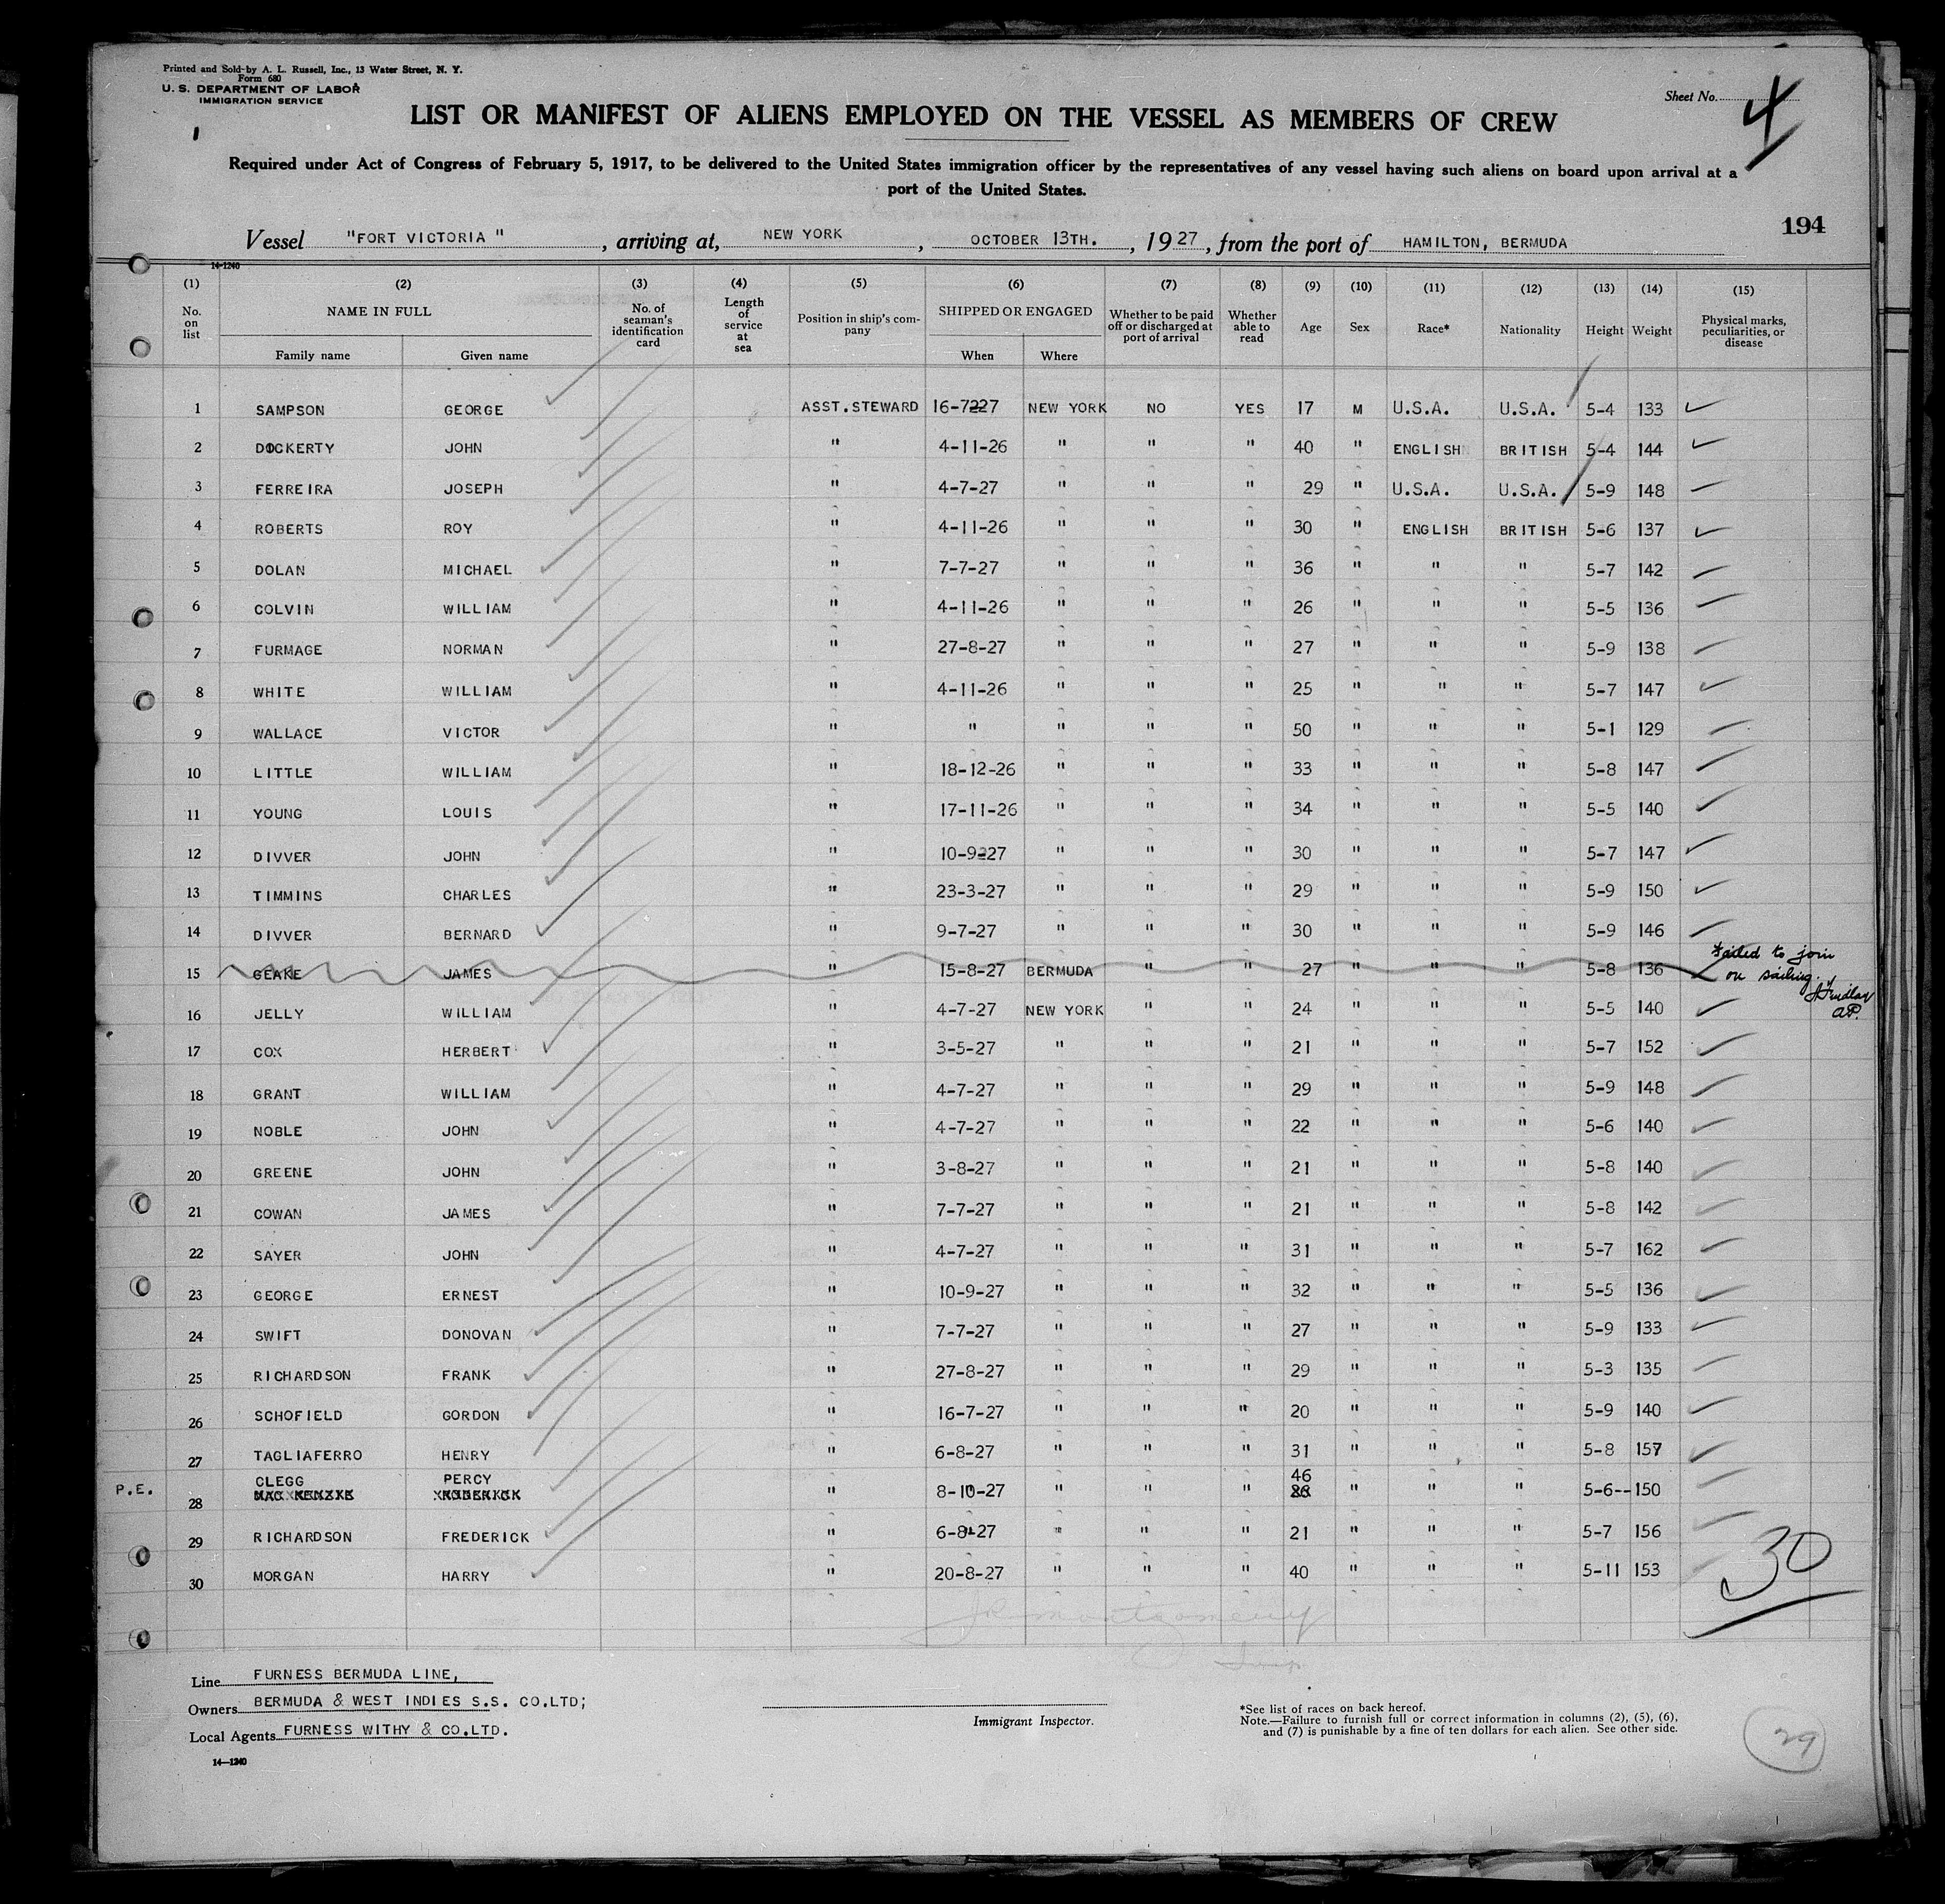 Printed and Sold by A. L. Russell, Inc., 13 Water Street, N. Y.
Form 680
U. S. DEPARTMENT OF LABOR
IMMIGRATION SERVICE
Sheet No. 4
LIST OR MANIFEST OF ALIENS EMPLOYED ON THE VESSEL AS MEMBERS OF CREW
Required under Act of Congress of February 5, 1917, to be delivered to the United States immigration officer by the representatives of any vessel having such aliens on board upon arrival at a
port of the United States.
194
Vessel "FORT VICTORIA", arriving at, NEW YORK, OCTOBER 13TH., 1927, from the port of HAMILTON, BERMUDA
14-1240
(1) (2) (3) (4) (5) (6) (7) (8) (9) (10) (11) (12) (13) (14) (15)
No. on list NAME IN FULL No. of seaman's identification card Length of service at sea Position in ship's company SHIPPED OR ENGAGED Whether to be paid off or discharged at port of arrival Whether able to read Age Sex Race* Nationality Height Weight Physical marks, peculiarities, or disease
Family name Given name When Where
1 SAMPSON GEORGE ASST.STEWARD 16-7-27 NEW YORK NO YES 17 M U.S.A. U.S.A. 5-4 133
2 DOCKERTY JOHN " 4-11-26 " " " 40 " ENGLISH BRITISH 5-4 144
3 FERREIRA JOSEPH " 4-7-27 " " " 29 " U.S.A. U.S.A. 5-9 148
4 ROBERTS ROY " 4-11-26 " " " 30 " ENGLISH BRITISH 5-6 137
5 DOLAN MICHAEL " 7-7-27 " " " 36 " " " 5-7 142
6 COLVIN WILLIAM " 4-11-26 " " " 26 " " " 5-5 136
7 FURMAGE NORMAN " 27-8-27 " " " 27 " " " 5-9 138
8 WHITE WILLIAM " 4-11-26 " " " 25 " " " 5-7 147
9 WALLACE VICTOR " " " " " 50 " " " 5-1 129
10 LITTLE WILLIAM " 18-12-26 " " " 33 " " " 5-8 147
11 YOUNG LOUIS " 17-11-26 " " " 34 " " " 5-5 140
12 DIVVER JOHN " 10-9-27 " " " 30 " " " 5-7 147
13 TIMMINS CHARLES " 23-3-27 " " " 29 " " " 5-9 150
14 DIVVER BERNARD " 9-7-27 " " " 30 " " " 5-9 146
15 GEAKE JAMES " 15-8-27 BERMUDA " " 27 " " " 5-8 136 Failed to join on sailing.
16 JELLY WILLIAM " 4-7-27 NEW YORK " " 24 " " " 5-5 140
17 COX HERBERT " 3-5-27 " " " 21 " " " 5-7 152
18 GRANT WILLIAM " 4-7-27 " " " 29 " " " 5-9 148
19 NOBLE JOHN " 4-7-27 " " " 22 " " " 5-6 140
20 GREENE JOHN " 3-8-27 " " " 21 " " " 5-8 140
21 COWAN JAMES " 7-7-27 " " " 21 " " " 5-8 142
22 SAYER JOHN " 4-7-27 " " " 31 " " " 5-7 162
23 GEORGE ERNEST " 10-9-27 " " " 32 " " " 5-5 136
24 SWIFT DONOVAN " 7-7-27 " " " 27 " " " 5-9 133
25 RICHARDSON FRANK " 27-8-27 " " " 29 " " " 5-3 135
26 SCHOFIELD GORDON " 16-7-27 " " " 20 " " " 5-9 140
27 TAGLIAFERRO HENRY " 6-8-27 " " " 31 " " " 5-8 157
CLEGG PERCY 46
P.E. 28 MAC KENZIE RODERICK " 8-10-27 " " " " " " 5-6--150
29 RICHARDSON FREDERICK " 6-8-27 " " " 21 " " " 5-7 156
30 MORGAN HARRY " 20-8-27 " " " 40 " " " 5-11 153
30
Line FURNESS BERMUDA LINE,
Owners BERMUDA & WEST INDIES S.S. CO.LTD;
Local Agents FURNESS WITHY & CO.LTD.
14-1240
Immigrant Inspector.
*See list of races on back hereof.
Note.—Failure to furnish full or correct information in columns (2), (5), (6),
and (7) is punishable by a fine of ten dollars for each alien. See other side.
29